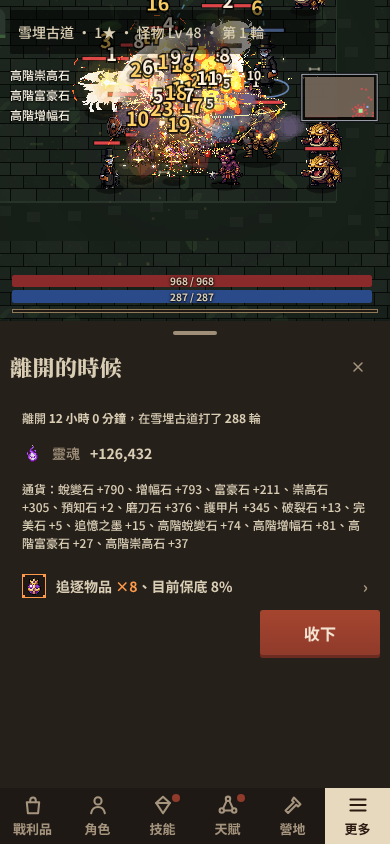 16
2
6
雪埋古道 · 1★ · 怪物 Lv 48 · 第 1 輪
高階崇高石
高階富豪石
高階增幅石
10
19
968 / 968
287 / 287
離開的時候
×
離開 12 小時 0 分鐘，在雪埋古道打了 288 輪
靈魂 +126,432
通貨：蛻變石 +790、增幅石 +793、富豪石 +211、崇高石
+305、預知石 +2、磨刀石 +376、護甲片 +345、破裂石 +13、完
美石 +5、追憶之墨 +15、高階蛻變石 +74、高階增幅石 +81、高
階富豪石 +27、高階崇高石 +37
追逐物品 ×8、目前保底 8% ›
收下
戰利品 角色 技能 天賦 營地 更多